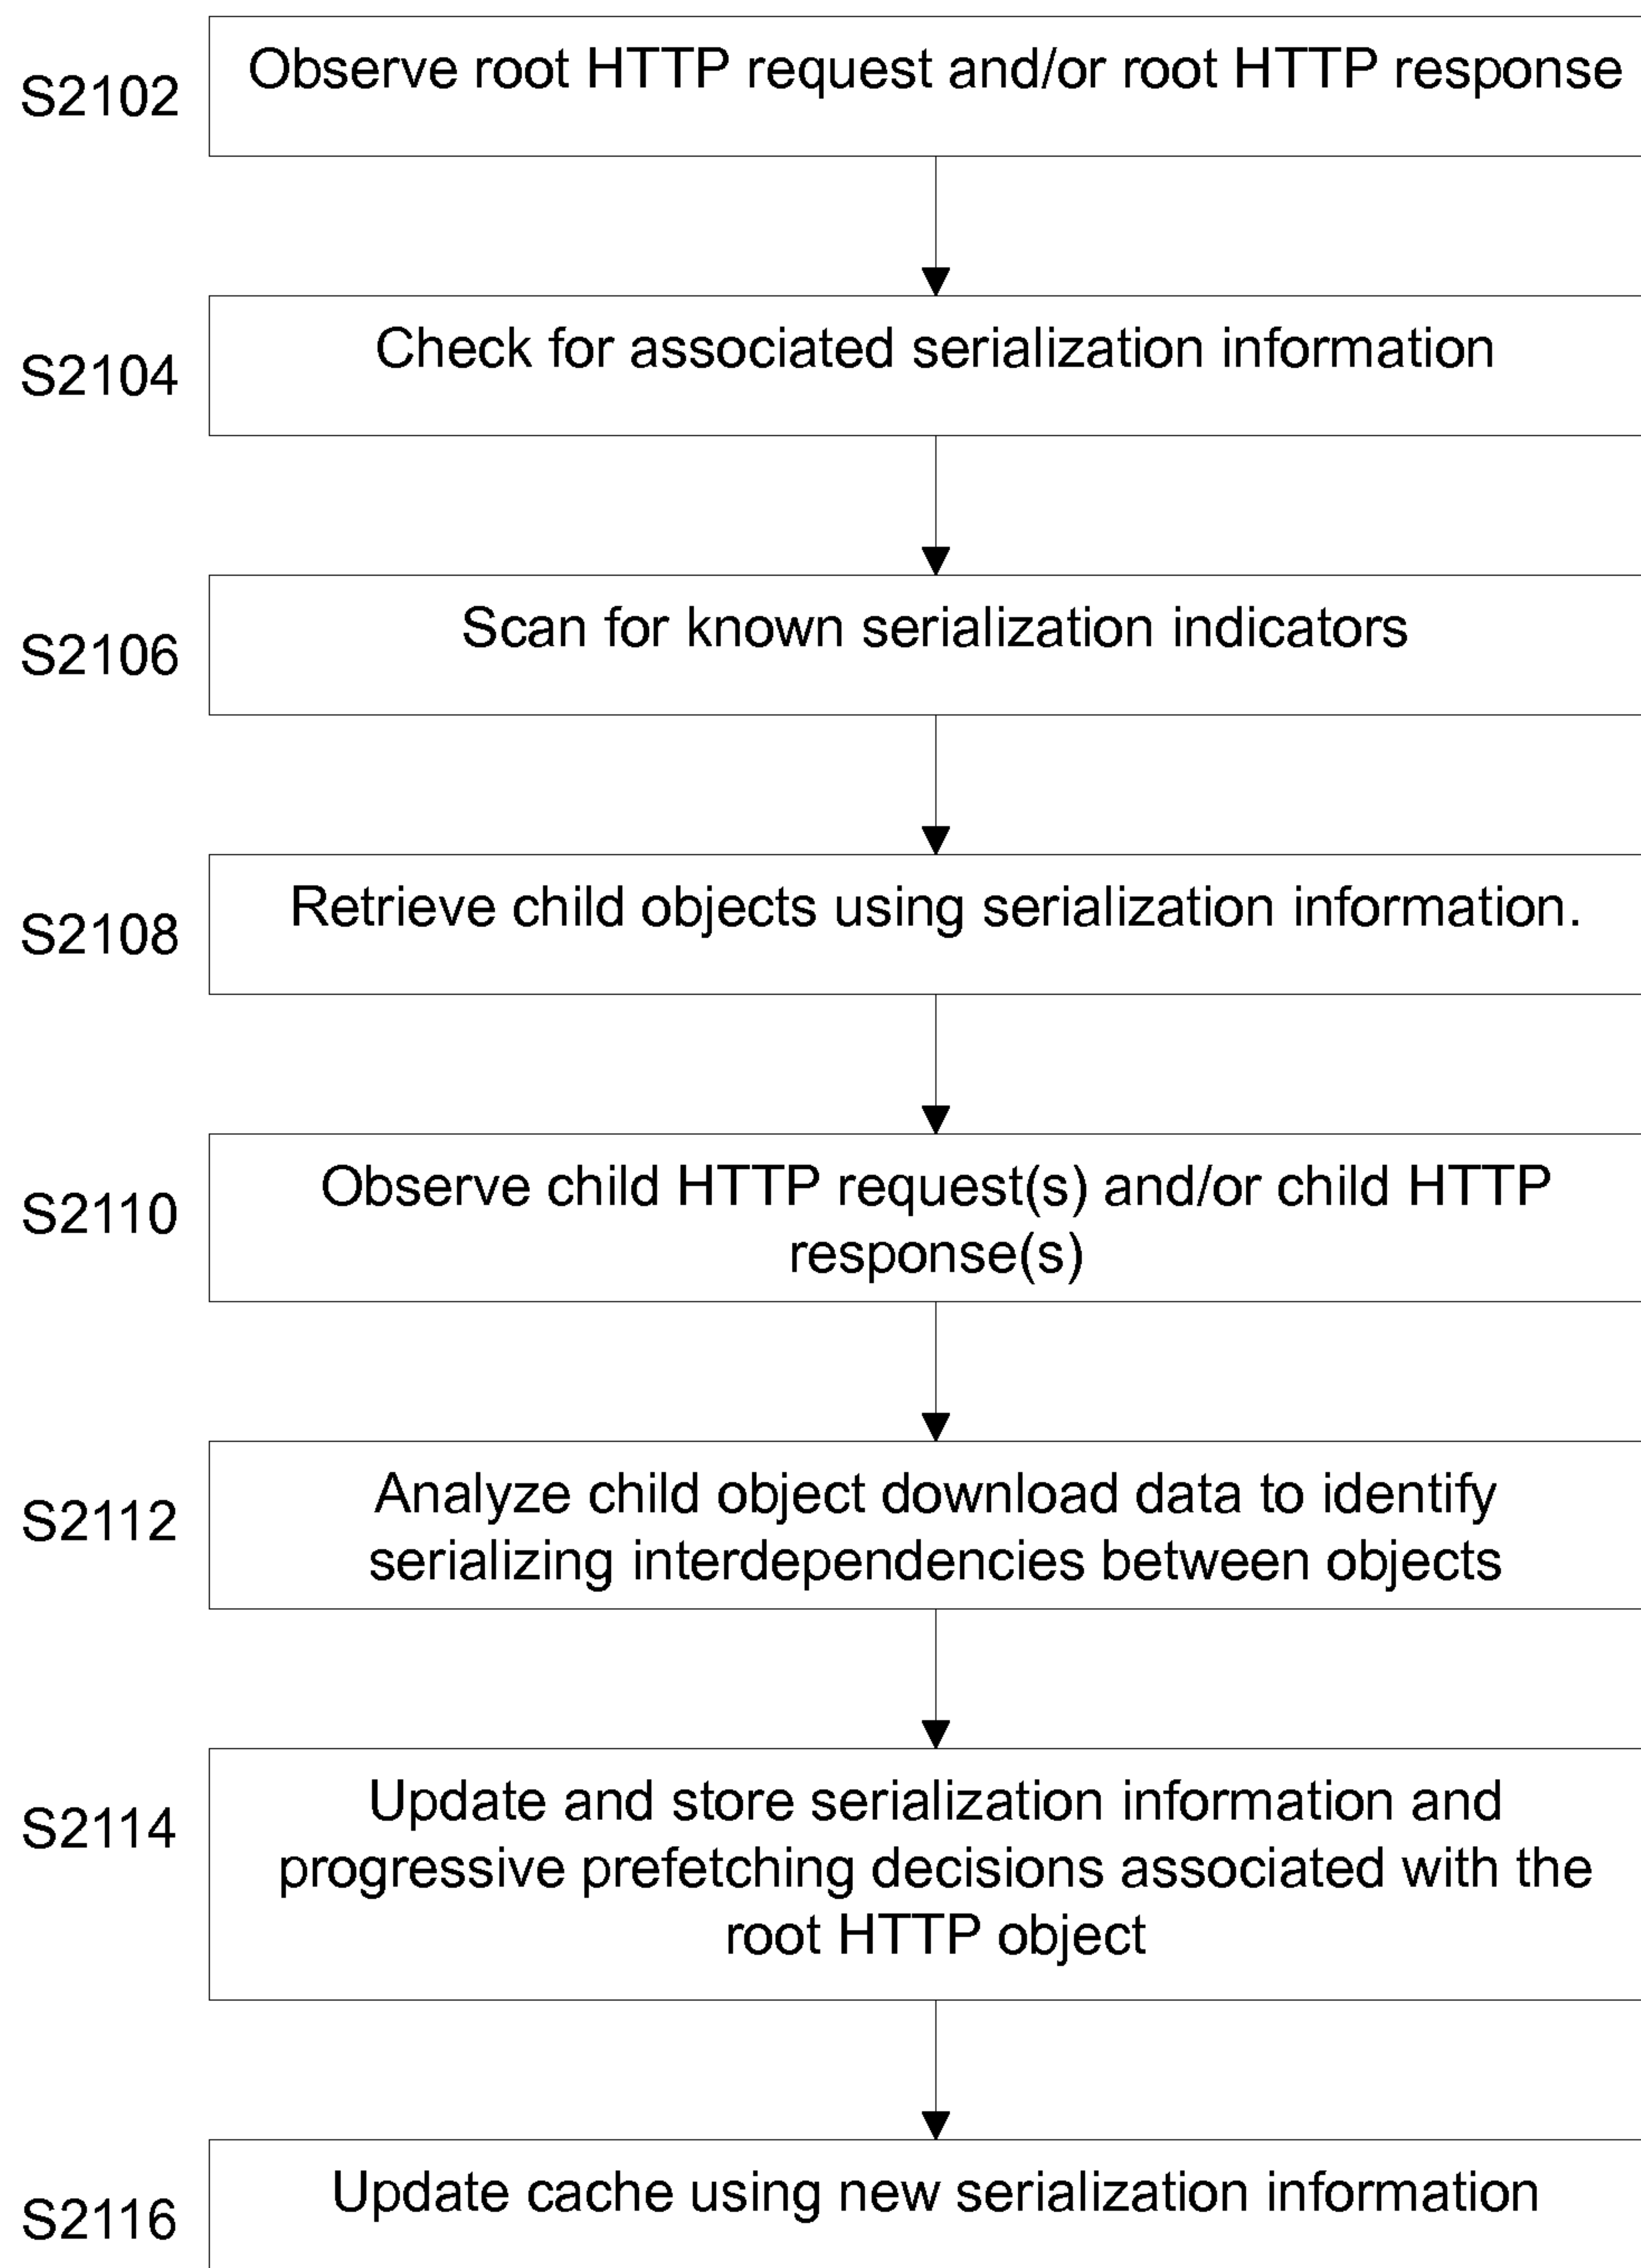 S2102
Observe root HTTP request and/or root HTTP response
S2104
Check for associated serialization information
S2106
Scan for known serialization indicators
S2108
Retrieve child objects using serialization information.
S2110
Observe child HTTP request(s) and/or child HTTP
response(s)
S2112
Analyze child object download data to identify
serializing interdependencies between objects
S2114
Update and store serialization information and
progressive prefetching decisions associated with the
root HTTP object
S2116
Update cache using new serialization information